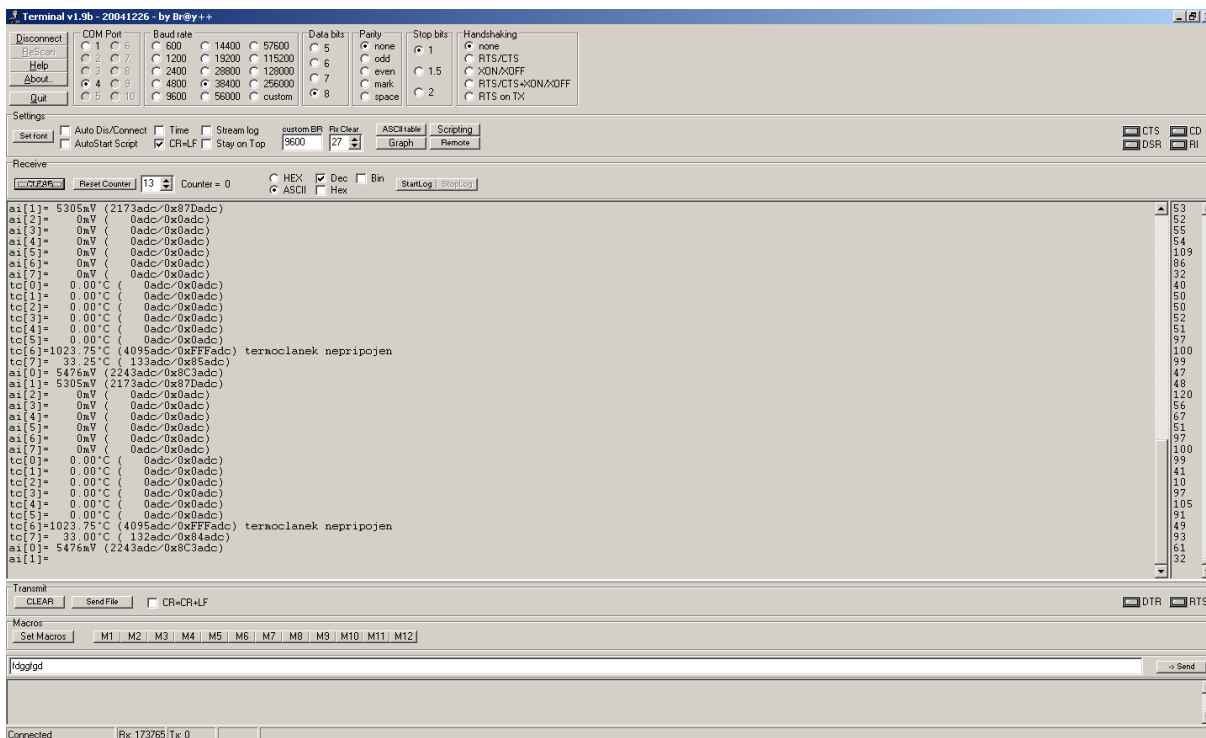 Terminal v1.9b - 20041226 - by Br@y++
Disconnect
ReScan
Help
About..
Quit
COM Port
1 6
2 7
3 8
4 9
5 10
Baud rate
600 14400 57600
1200 19200 115200
2400 28800 128000
4800 38400 256000
9600 56000 custom
Data bits
5
6
7
8
Parity
none
odd
even
mark
space
Stop bits
1
1.5
2
Handshaking
none
RTS/CTS
XON/XOFF
RTS/CTS+XON/XOFF
RTS on TX
Settings
Set font
Auto Dis/Connect Time Stream log
AutoStart Script CR=LF Stay on Top
custom BR Rx Clear
9600 27
ASCII table Scripting
Graph Remote
CTS CD
DSR RI
Receive
CLEAR Reset Counter 13 Counter = 0
HEX Dec Bin
ASCII Hex
StartLog StopLog
ai[1]= 5305mV (2173adc/0x87Dadc)
ai[2]= 0mV ( 0adc/0x0adc)
ai[3]= 0mV ( 0adc/0x0adc)
ai[4]= 0mV ( 0adc/0x0adc)
ai[5]= 0mV ( 0adc/0x0adc)
ai[6]= 0mV ( 0adc/0x0adc)
ai[7]= 0mV ( 0adc/0x0adc)
tc[0]= 0.00°C ( 0adc/0x0adc)
tc[1]= 0.00°C ( 0adc/0x0adc)
tc[2]= 0.00°C ( 0adc/0x0adc)
tc[3]= 0.00°C ( 0adc/0x0adc)
tc[4]= 0.00°C ( 0adc/0x0adc)
tc[5]= 0.00°C ( 0adc/0x0adc)
tc[6]=1023.75°C (4095adc/0xFFFadc) termoclanek nepripojen
tc[7]= 33.25°C ( 133adc/0x85adc)
ai[0]= 5476mV (2243adc/0x8C3adc)
ai[1]= 5305mV (2173adc/0x87Dadc)
ai[2]= 0mV ( 0adc/0x0adc)
ai[3]= 0mV ( 0adc/0x0adc)
ai[4]= 0mV ( 0adc/0x0adc)
ai[5]= 0mV ( 0adc/0x0adc)
ai[6]= 0mV ( 0adc/0x0adc)
ai[7]= 0mV ( 0adc/0x0adc)
tc[0]= 0.00°C ( 0adc/0x0adc)
tc[1]= 0.00°C ( 0adc/0x0adc)
tc[2]= 0.00°C ( 0adc/0x0adc)
tc[3]= 0.00°C ( 0adc/0x0adc)
tc[4]= 0.00°C ( 0adc/0x0adc)
tc[5]= 0.00°C ( 0adc/0x0adc)
tc[6]=1023.75°C (4095adc/0xFFFadc) termoclanek nepripojen
tc[7]= 33.00°C ( 132adc/0x84adc)
ai[0]= 5476mV (2243adc/0x8C3adc)
ai[1]=
53
52
55
54
109
86
32
40
50
50
52
51
97
100
99
47
48
120
56
67
51
97
100
99
41
10
97
105
91
49
93
61
32
Transmit
CLEAR Send File CR=CR+LF
DTR RTS
Macros
Set Macros M1 M2 M3 M4 M5 M6 M7 M8 M9 M10 M11 M12
fdggfgd
-> Send
Connected Rx: 173765 Tx: 0